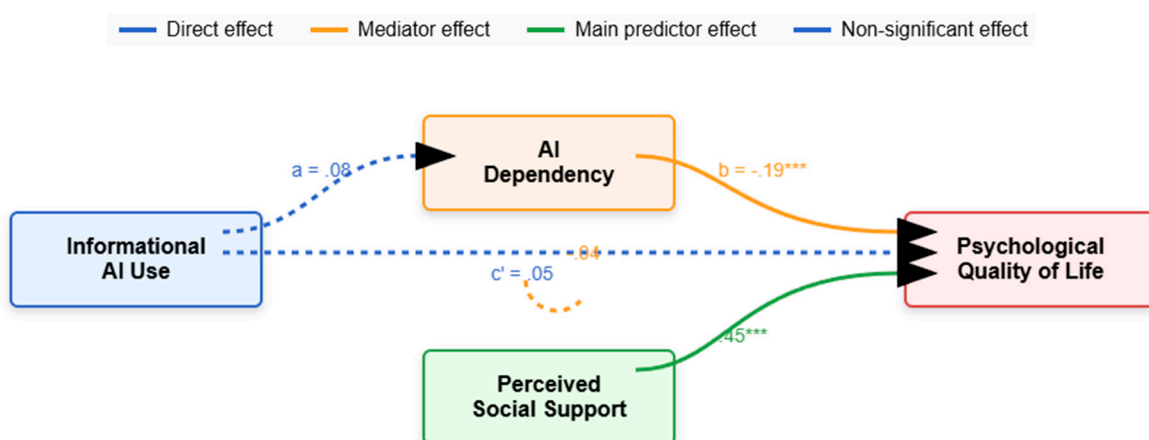 Direct effect
Mediator effect
Main predictor effect
Non-significant effect
AI
Dependency
a = .08
b = -.19***
Informational
AI Use
-.04
c' = .05
Psychological
Quality of Life
.45***
Perceived
Social Support